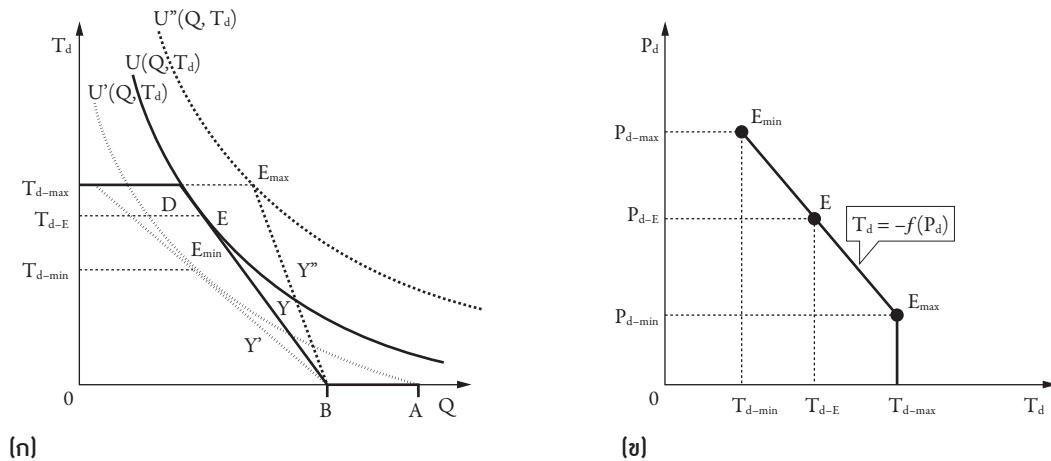 U''(Q, Td)
Td
U(Q, Td)
U'(Q, Td)
Td–max
Emax
D
Td–E
E
Emin
Td–min
Y''
Y
Y'
0
B
A
Q
(ก)
Pd
Pd–max
Emin
Pd–E
E
Td = –f(Pd)
Pd–min
Emax
0
Td–min
Td–E
Td–max
Td
(ข)